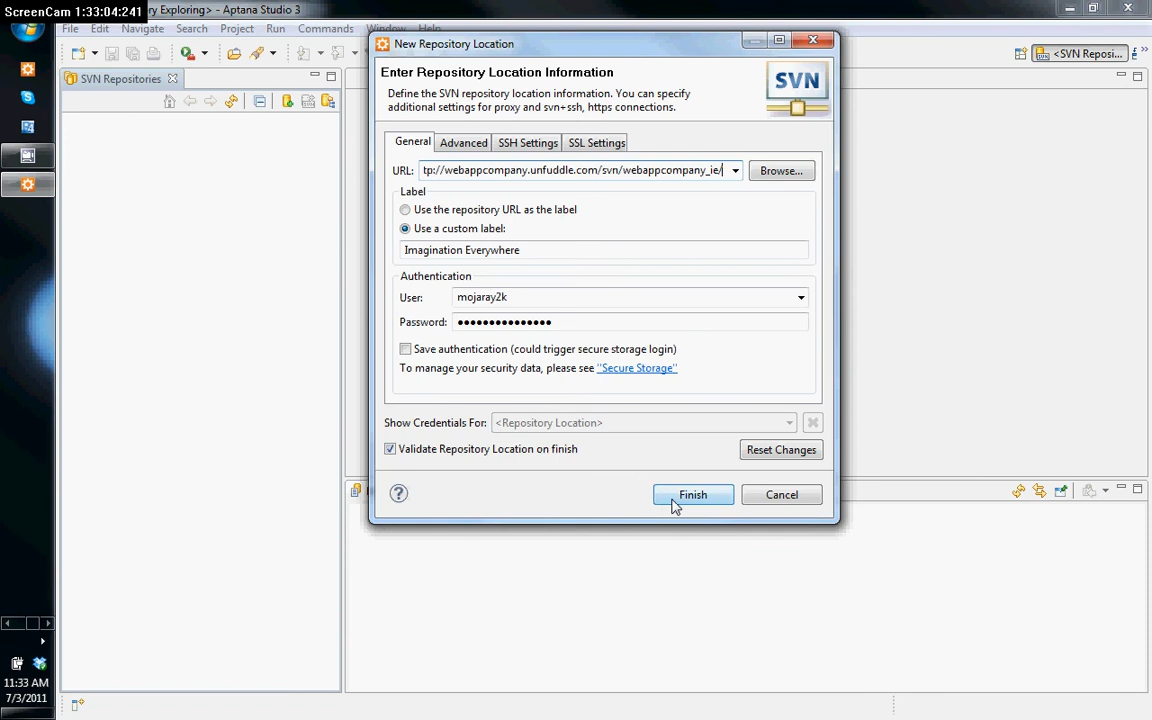 ScreenCam 1:33:04:241
ry Exploring> - Aptana Studio 3
File Edit Navigate Search Project Run Commands Window Help
SVN Repositories
<SVN Reposi...
New Repository Location
Enter Repository Location Information
Define the SVN repository location information. You can specify
additional settings for proxy and svn+ssh, https connections.
SVN
General Advanced SSH Settings SSL Settings
URL: tp://webappcompany.unfuddle.com/svn/webappcompany_ie/ Browse...
Label
Use the repository URL as the label
Use a custom label:
Imagination Everywhere
Authentication
User: mojaray2k
Password: ●●●●●●●●●●●●●●●
Save authentication (could trigger secure storage login)
To manage your security data, please see "Secure Storage"
Show Credentials For: <Repository Location>
Validate Repository Location on finish Reset Changes
Finish Cancel
11:33 AM
7/3/2011